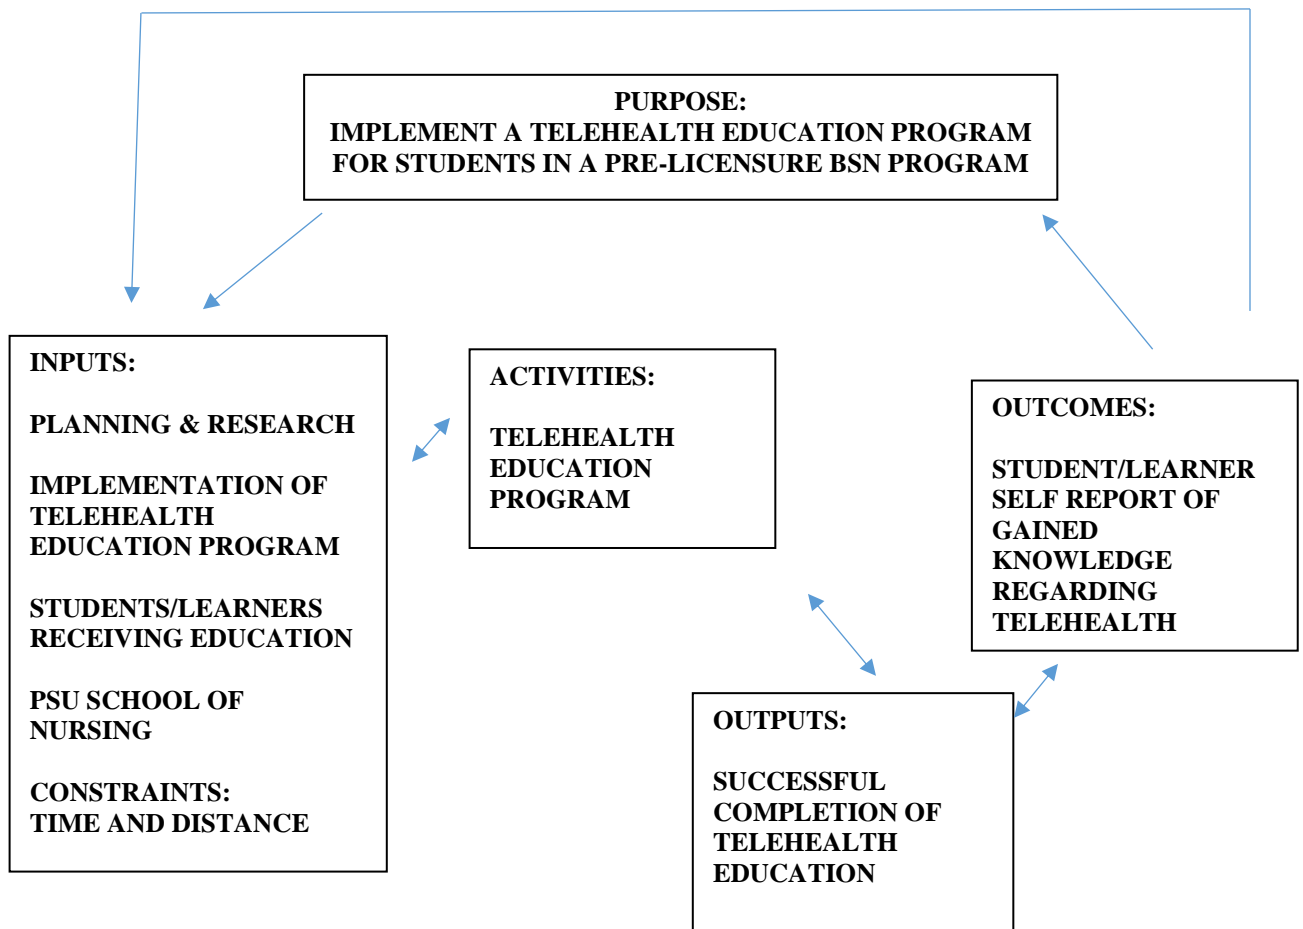 PURPOSE:
IMPLEMENT A TELEHEALTH EDUCATION PROGRAM
FOR STUDENTS IN A PRE-LICENSURE BSN PROGRAM
INPUTS:
PLANNING & RESEARCH
IMPLEMENTATION OF
TELEHEALTH
EDUCATION PROGRAM
STUDENTS/LEARNERS
RECEIVING EDUCATION
PSU SCHOOL OF
NURSING
CONSTRAINTS:
TIME AND DISTANCE
ACTIVITIES:
TELEHEALTH
EDUCATION
PROGRAM
OUTPUTS:
SUCCESSFUL
COMPLETION OF
TELEHEALTH
EDUCATION
OUTCOMES:
STUDENT/LEARNER
SELF REPORT OF
GAINED
KNOWLEDGE
REGARDING
TELEHEALTH